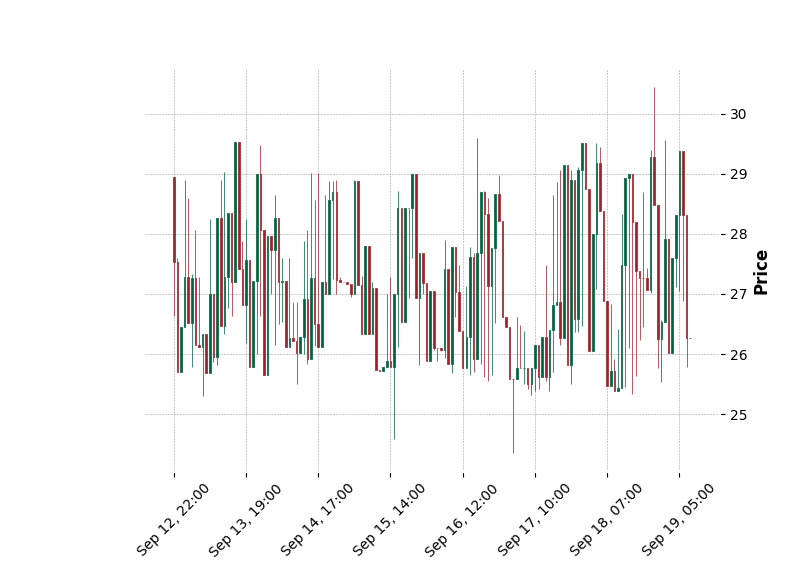 30
29
28
27
26
25
Price
Sep 12, 22:00
Sep 13, 19:00
Sep 14, 17:00
Sep 15, 14:00
Sep 16, 12:00
Sep 17, 10:00
Sep 18, 07:00
Sep 19, 05:00